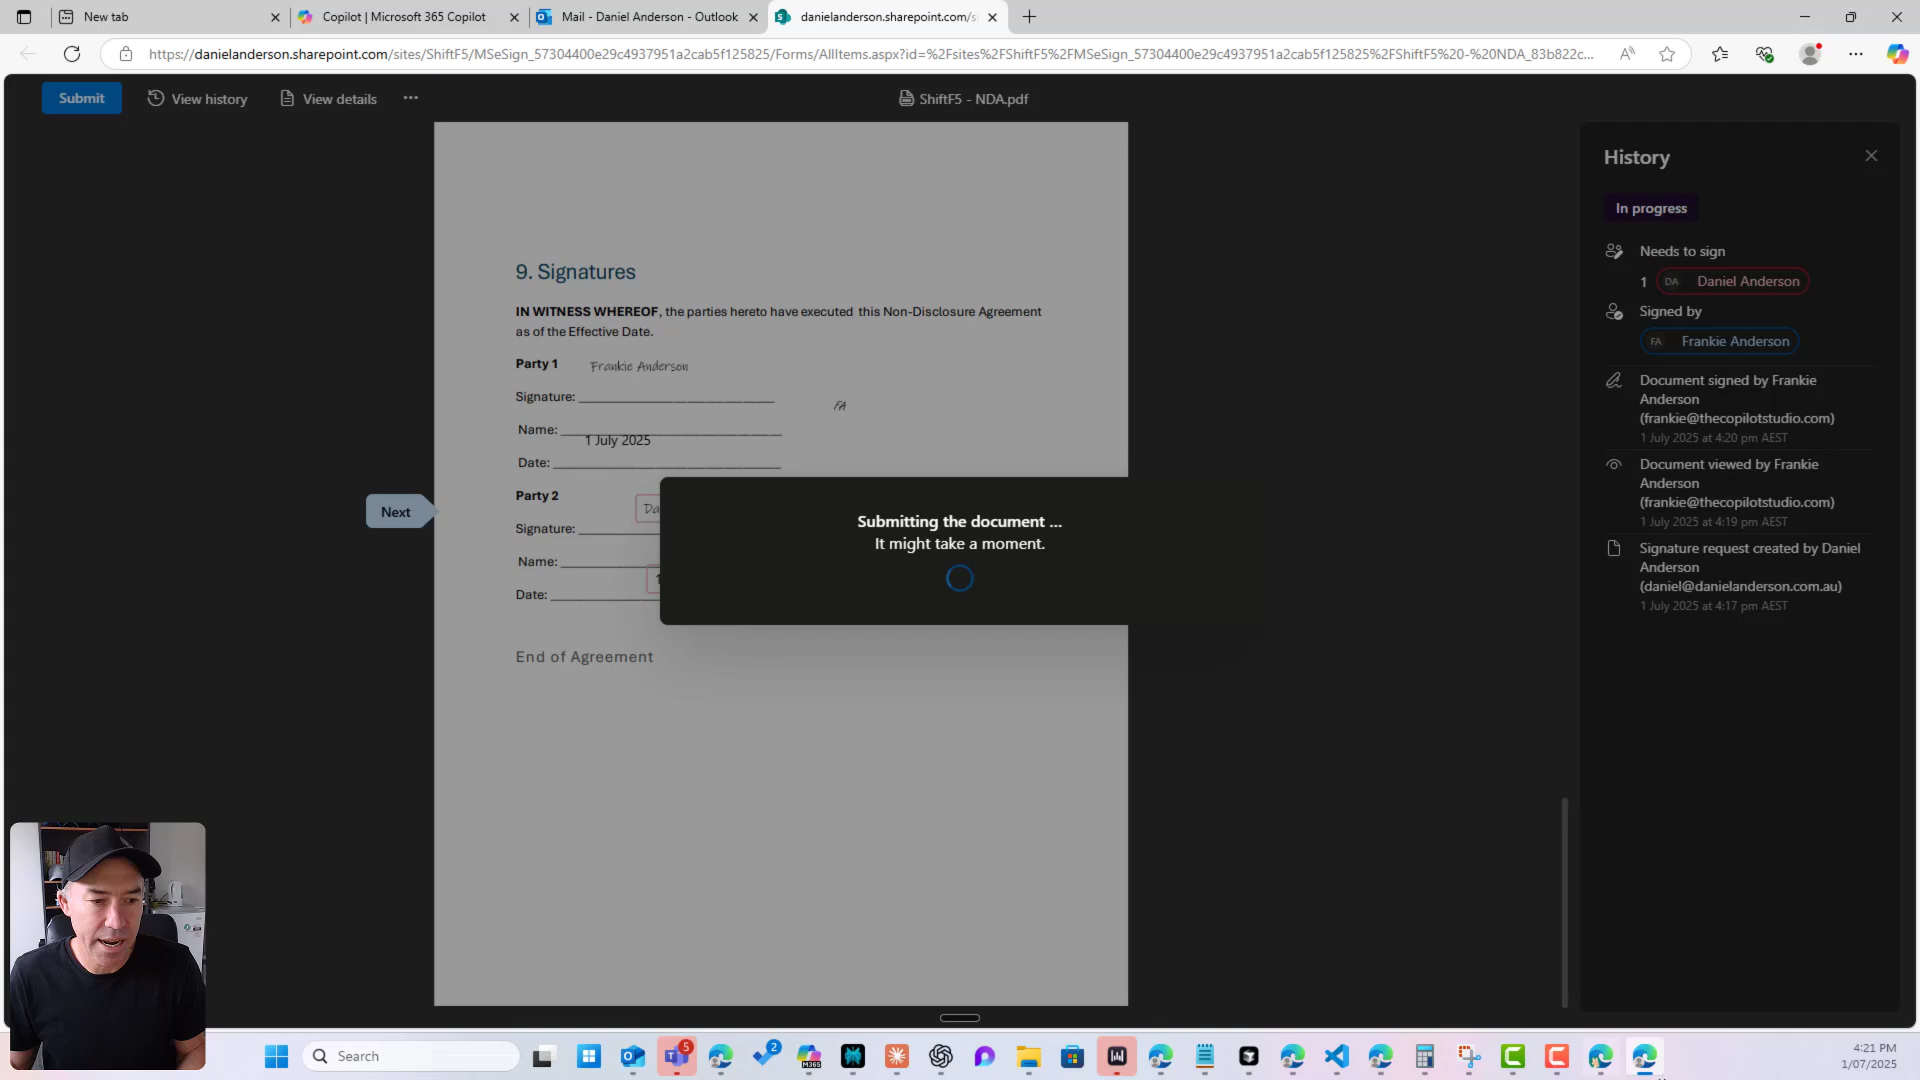 New tab
Copilot | Microsoft 365 Copilot
Mail - Daniel Anderson - Outlook
danielanderson.sharepoint.com/s
https://danielanderson.sharepoint.com/sites/ShiftF5/MSeSign_57304400e29c4937951a2cab5f125825/Forms/AllItems.aspx?id=%2Fsites%2FShiftF5%2FMSeSign_57304400e29c4937951a2cab5f125825%2FShiftF5%20-%20NDA_83b822c...
Submit
View history
View details
ShiftF5 - NDA.pdf
9. Signatures
IN WITNESS WHEREOF, the parties hereto have executed this Non-Disclosure Agreement
as of the Effective Date.
Party 1
Frankie Anderson
Signature:
FA
Name:
1 July 2025
Date:
Party 2
Da
Signature:
Name:
1
Date:
End of Agreement
Next
Submitting the document ...
It might take a moment.
History
In progress
Needs to sign
1 DA Daniel Anderson
Signed by
FA Frankie Anderson
Document signed by Frankie
Anderson
(frankie@thecopilotstudio.com)
1 July 2025 at 4:20 pm AEST
Document viewed by Frankie
Anderson
(frankie@thecopilotstudio.com)
1 July 2025 at 4:19 pm AEST
Signature request created by Daniel
Anderson
(daniel@danielanderson.com.au)
1 July 2025 at 4:17 pm AEST
Search
5
2
M365
4:21 PM
1/07/2025